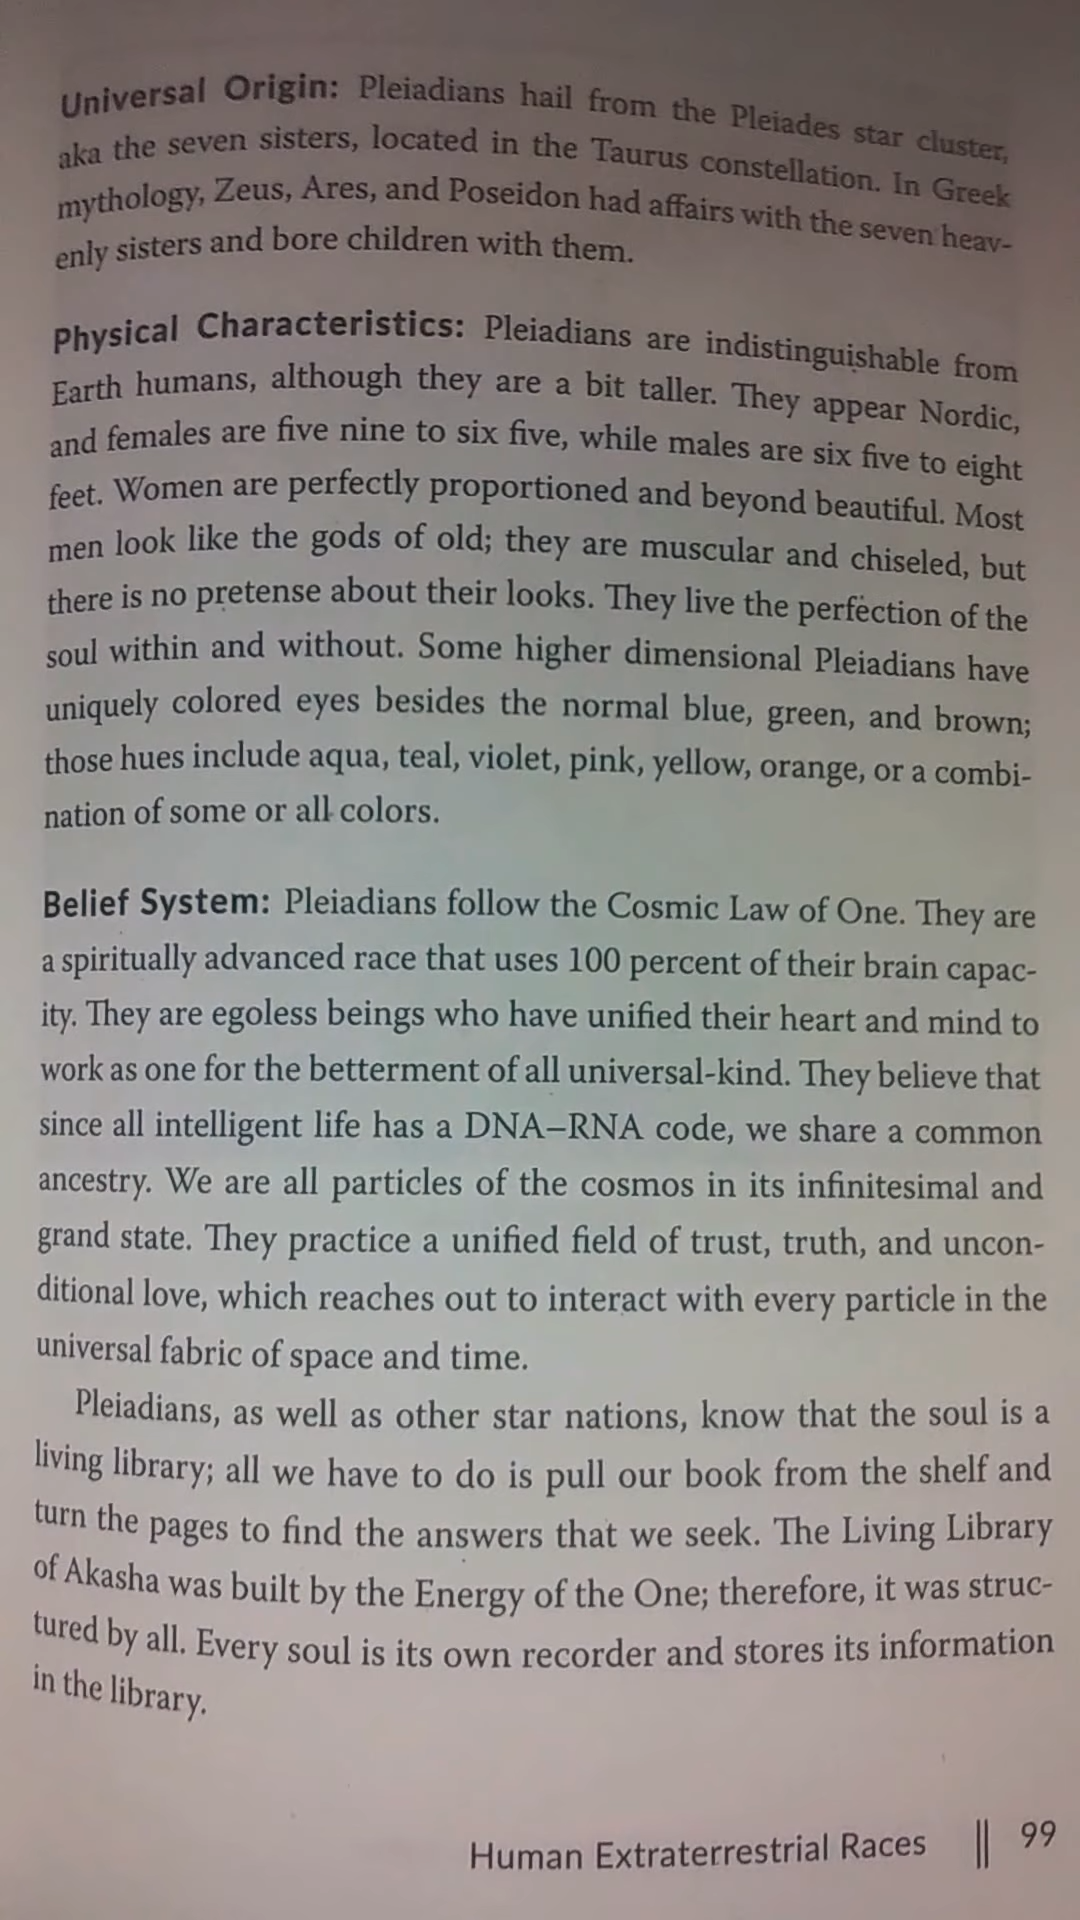 Universal Origin: Pleiadians hail from the Pleiades star cluster,
aka the seven sisters, located in the Taurus constellation. In Greek
mythology, Zeus, Ares, and Poseidon had affairs with the seven heav-
enly sisters and bore children with them.
Physical Characteristics: Pleiadians are indistinguishable from
Earth humans, although they are a bit taller. They appear Nordic,
and females are five nine to six five, while males are six five to eight
feet. Women are perfectly proportioned and beyond beautiful. Most
men look like the gods of old; they are muscular and chiseled, but
there is no pretense about their looks. They live the perfection of the
soul within and without. Some higher dimensional Pleiadians have
uniquely colored eyes besides the normal blue, green, and brown;
those hues include aqua, teal, violet, pink, yellow, orange, or a combi-
nation of some or all colors.
Belief System: Pleiadians follow the Cosmic Law of One. They are
a spiritually advanced race that uses 100 percent of their brain capac-
ity. They are egoless beings who have unified their heart and mind to
work as one for the betterment of all universal-kind. They believe that
since all intelligent life has a DNA–RNA code, we share a common
ancestry. We are all particles of the cosmos in its infinitesimal and
grand state. They practice a unified field of trust, truth, and uncon-
ditional love, which reaches out to interact with every particle in the
universal fabric of space and time.
Pleiadians, as well as other star nations, know that the soul is a
living library; all we have to do is pull our book from the shelf and
turn the pages to find the answers that we seek. The Living Library
of Akasha was built by the Energy of the One; therefore, it was struc-
tured by all. Every soul is its own recorder and stores its information
in the library.
Human Extraterrestrial Races || 99